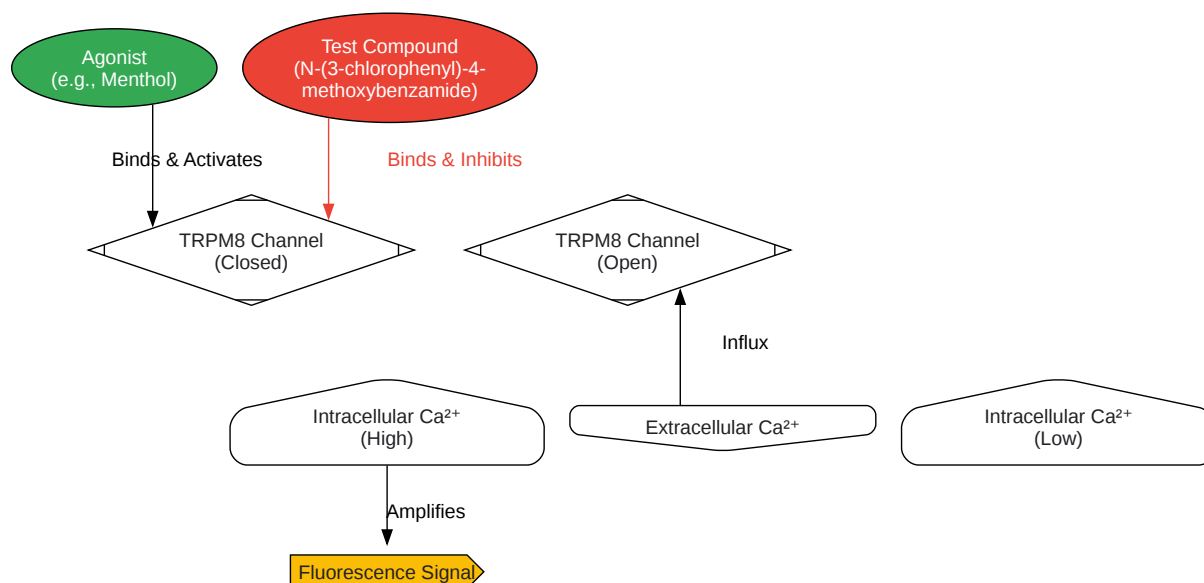 Agonist
(e.g., Menthol)
Test Compound
(N-(3-chlorophenyl)-4-
methoxybenzamide)
Binds & Activates
Binds & Inhibits
TRPM8 Channel
(Closed)
TRPM8 Channel
(Open)
Influx
Intracellular Ca²⁺
(High)
Extracellular Ca²⁺
Intracellular Ca²⁺
(Low)
Amplifies
Fluorescence Signal